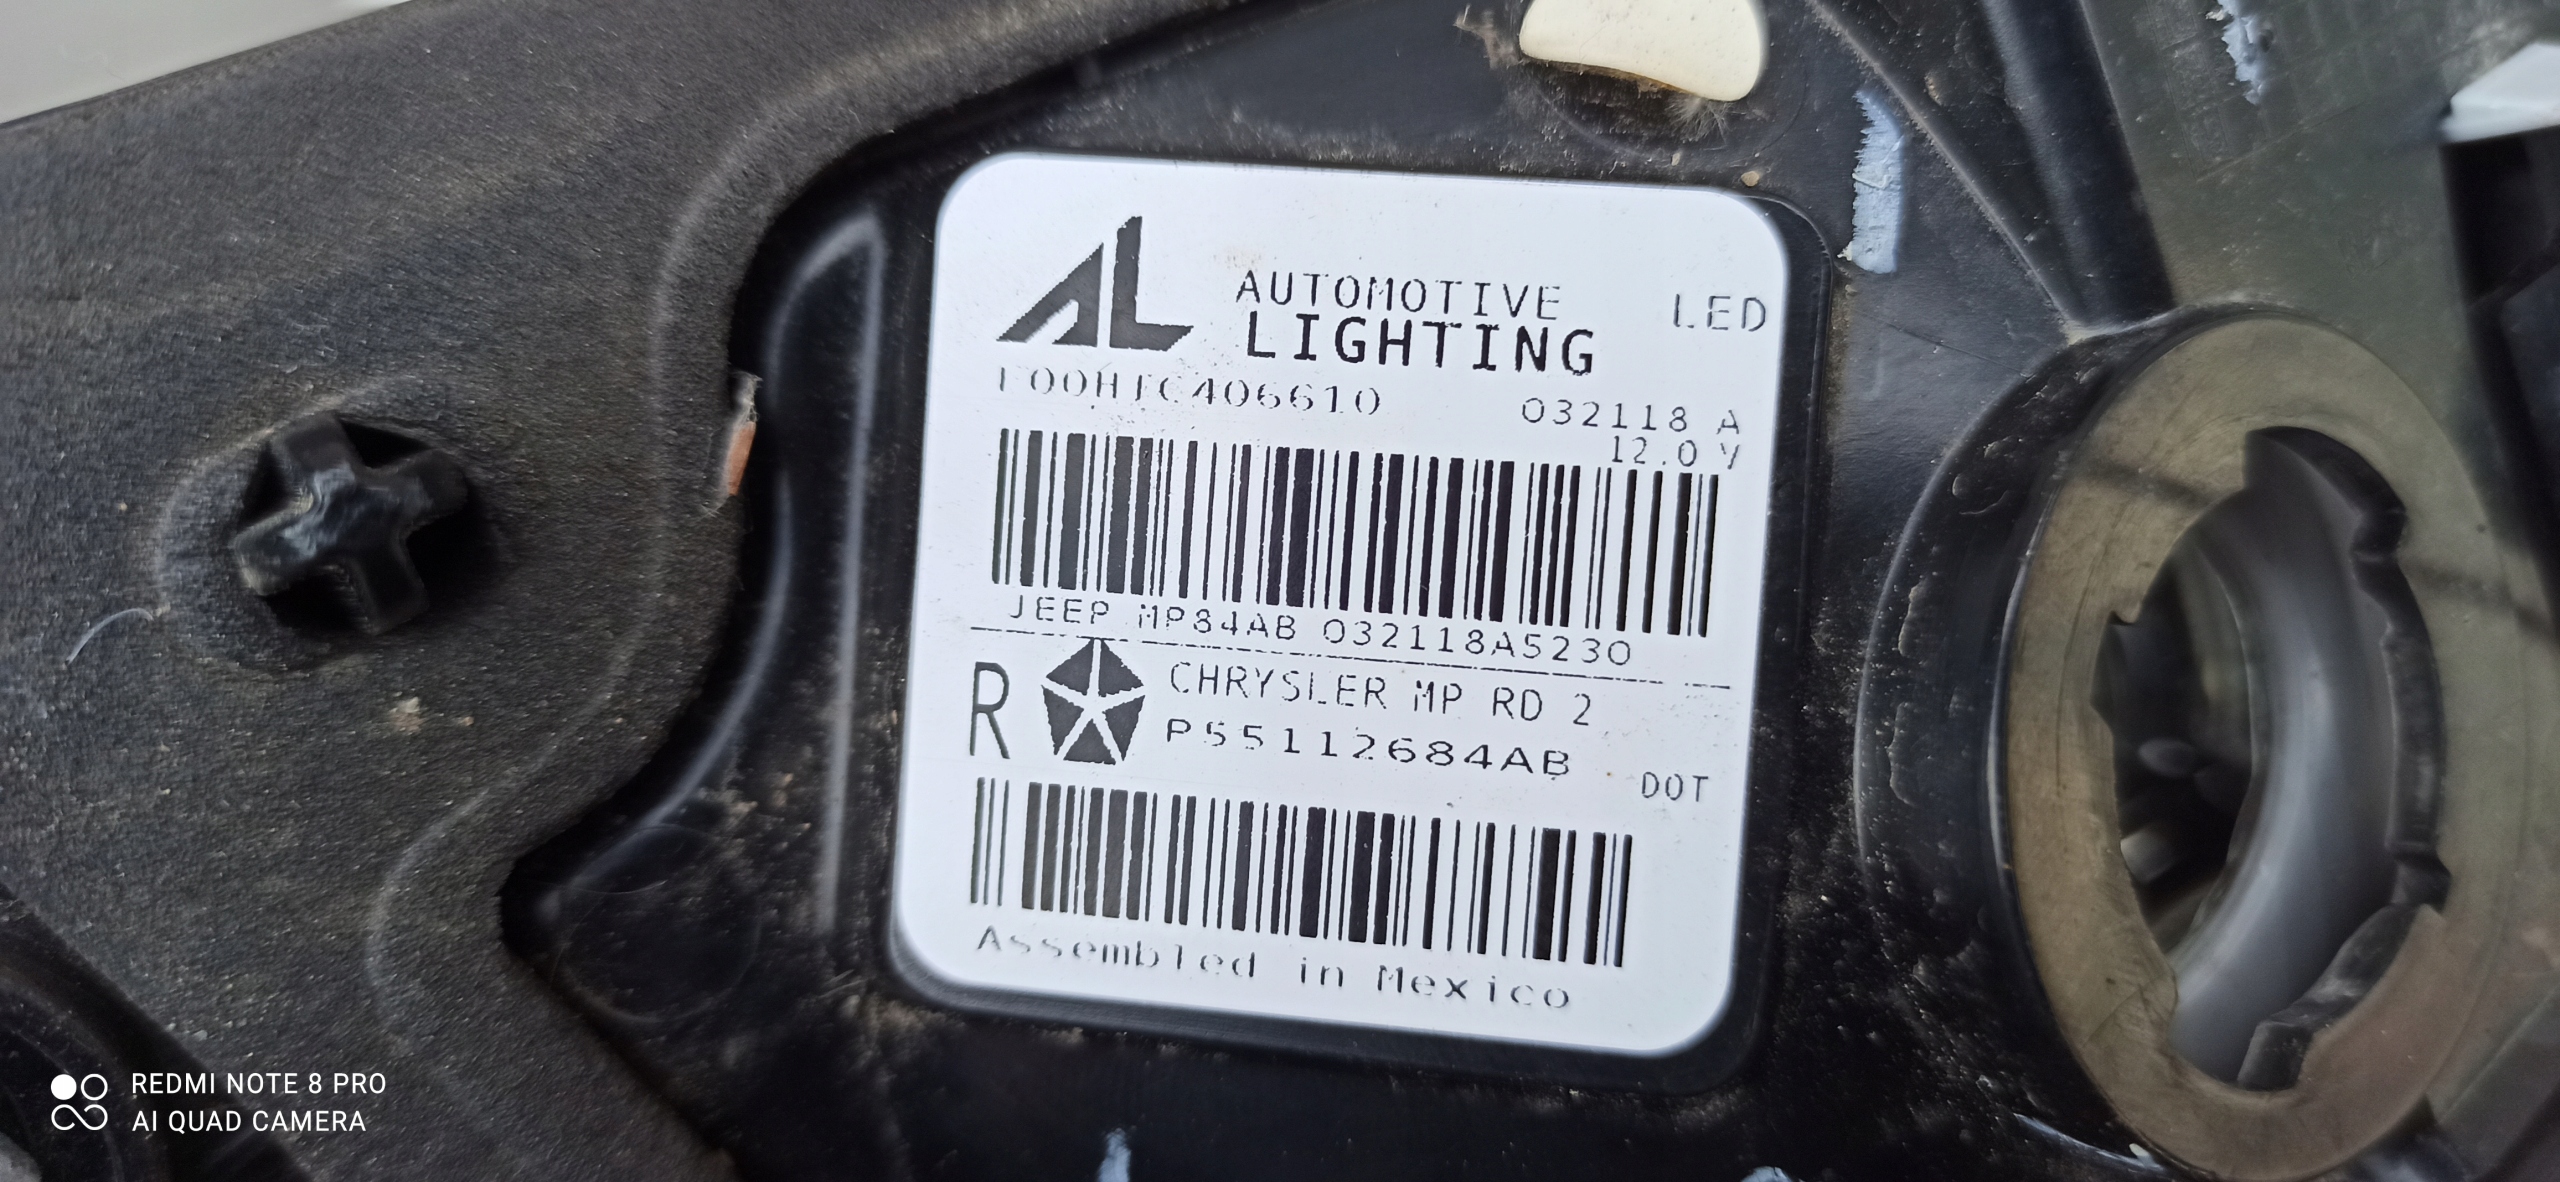 AL AUTOMOTIVE LED
LIGHTING
F00HTC406610 032118 A
12.0 V
JEEP MP84AB 032118A5230
R CHRYSLER MP RD 2
P55112684AB DOT
Assembled in Mexico
REDMI NOTE 8 PRO
AI QUAD CAMERA